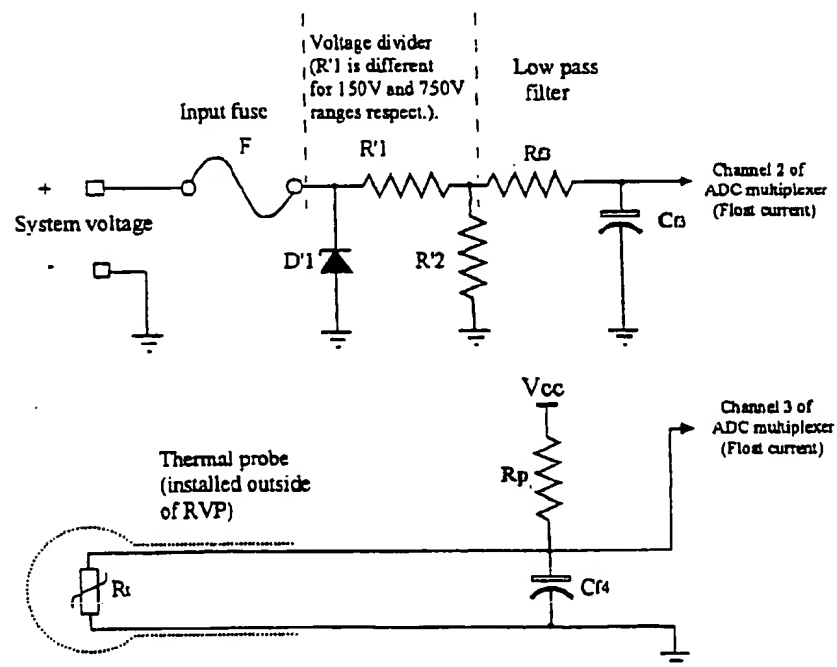 Voltage divider
(R'1 is different
for 150V and 750V
ranges respect.).
Low pass
filter
Input fuse
F
R'1
Rf3
Channel 2 of
ADC multiplexer
(Float current)
+
System voltage
-
D'1
R'2
Cf3
Vcc
Channel 3 of
ADC multiplexer
(Float current)
Thermal probe
(installed outside
of RVP)
Rp
Rt
Cf4